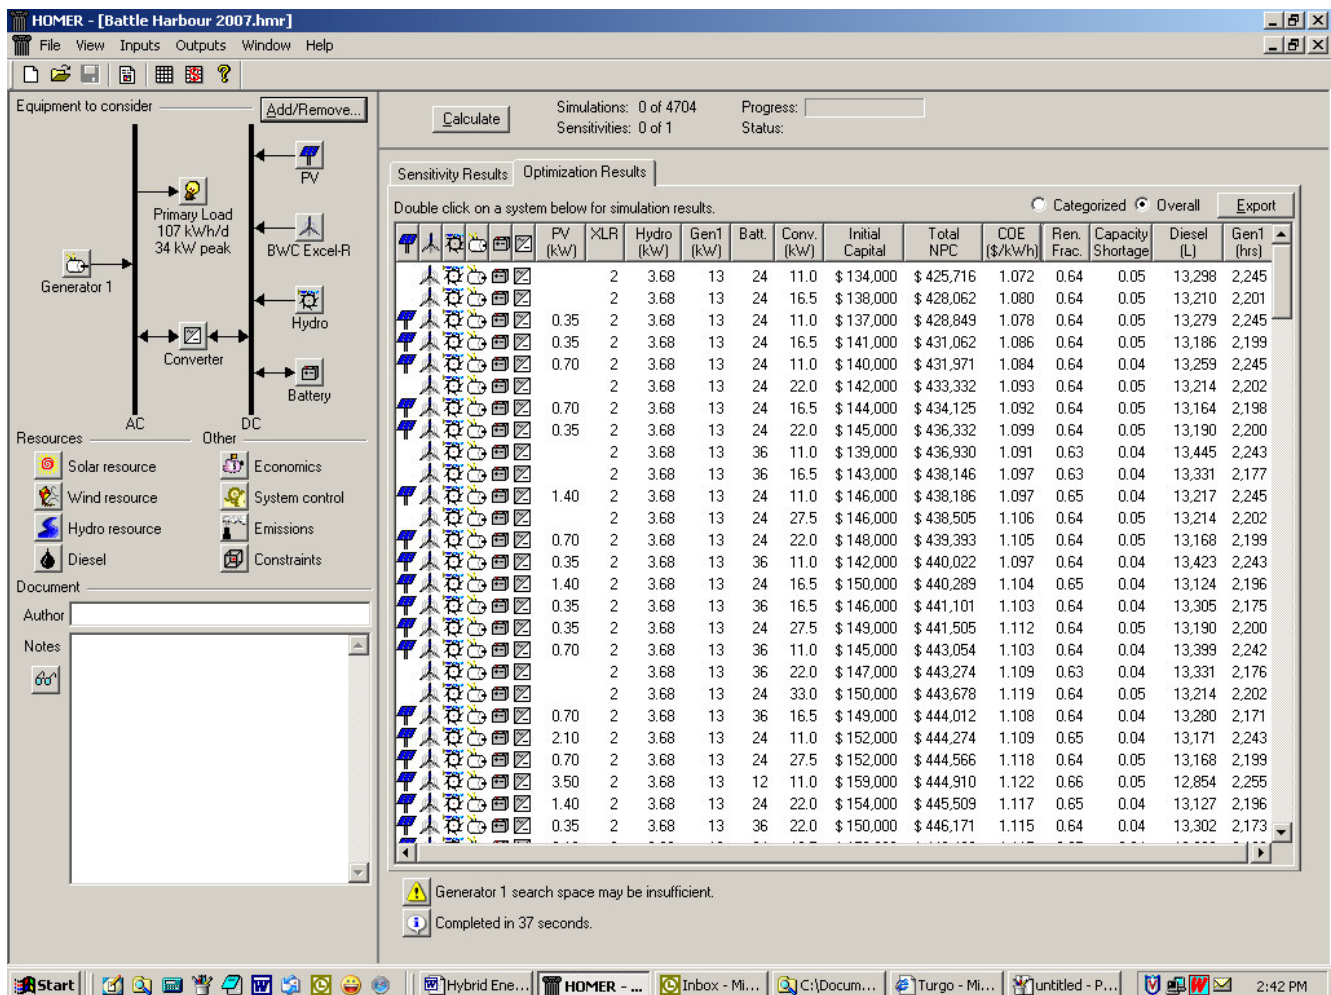 HOMER - [Battle Harbour 2007.hmr]
File View Inputs Outputs Window Help
Equipment to consider
Add/Remove...
PV
Primary Load
107 kWh/d
34 kW peak
BWC Excel-R
Generator 1
Hydro
Converter
Battery
AC
DC
Resources
Other
Solar resource
Economics
Wind resource
System control
Hydro resource
Emissions
Diesel
Constraints
Document
Author
Notes
Calculate
Simulations: 0 of 4704
Progress:
Sensitivities: 0 of 1
Status:
Sensitivity Results
Optimization Results
Double click on a system below for simulation results.
Categorized
Overall
Export
PV (kW) XLR Hydro (kW) Gen1 (kW) Batt. Conv. (kW) Initial Capital Total NPC COE ($/kWh) Ren. Frac. Capacity Shortage Diesel (L) Gen1 (hrs)
2 3.68 13 24 11.0 $ 134,000 $ 425,716 1.072 0.64 0.05 13,298 2,245
2 3.68 13 24 16.5 $ 138,000 $ 428,062 1.080 0.64 0.05 13,210 2,201
0.35 2 3.68 13 24 11.0 $ 137,000 $ 428,849 1.078 0.64 0.05 13,279 2,245
0.35 2 3.68 13 24 16.5 $ 141,000 $ 431,062 1.086 0.64 0.05 13,186 2,199
0.70 2 3.68 13 24 11.0 $ 140,000 $ 431,971 1.084 0.64 0.04 13,259 2,245
2 3.68 13 24 22.0 $ 142,000 $ 433,332 1.093 0.64 0.05 13,214 2,202
0.70 2 3.68 13 24 16.5 $ 144,000 $ 434,125 1.092 0.64 0.05 13,164 2,198
0.35 2 3.68 13 24 22.0 $ 145,000 $ 436,332 1.099 0.64 0.05 13,190 2,200
2 3.68 13 36 11.0 $ 139,000 $ 436,930 1.091 0.63 0.04 13,445 2,243
2 3.68 13 36 16.5 $ 143,000 $ 438,146 1.097 0.63 0.04 13,331 2,177
1.40 2 3.68 13 24 11.0 $ 146,000 $ 438,186 1.097 0.65 0.04 13,217 2,245
2 3.68 13 24 27.5 $ 146,000 $ 438,505 1.106 0.64 0.05 13,214 2,202
0.70 2 3.68 13 24 22.0 $ 148,000 $ 439,393 1.105 0.64 0.05 13,168 2,199
0.35 2 3.68 13 36 11.0 $ 142,000 $ 440,022 1.097 0.64 0.04 13,423 2,243
1.40 2 3.68 13 24 16.5 $ 150,000 $ 440,289 1.104 0.65 0.04 13,124 2,196
0.35 2 3.68 13 36 16.5 $ 146,000 $ 441,101 1.103 0.64 0.04 13,305 2,175
0.35 2 3.68 13 24 27.5 $ 149,000 $ 441,505 1.112 0.64 0.05 13,190 2,200
0.70 2 3.68 13 36 11.0 $ 145,000 $ 443,054 1.103 0.64 0.04 13,399 2,242
2 3.68 13 36 22.0 $ 147,000 $ 443,274 1.109 0.63 0.04 13,331 2,176
2 3.68 13 24 33.0 $ 150,000 $ 443,678 1.119 0.64 0.05 13,214 2,202
0.70 2 3.68 13 36 16.5 $ 149,000 $ 444,012 1.108 0.64 0.04 13,280 2,171
2.10 2 3.68 13 24 11.0 $ 152,000 $ 444,274 1.109 0.65 0.04 13,171 2,243
0.70 2 3.68 13 24 27.5 $ 152,000 $ 444,566 1.118 0.64 0.05 13,168 2,199
3.50 2 3.68 13 12 11.0 $ 159,000 $ 444,910 1.122 0.66 0.05 12,854 2,255
1.40 2 3.68 13 24 22.0 $ 154,000 $ 445,509 1.117 0.65 0.04 13,127 2,196
0.35 2 3.68 13 36 22.0 $ 150,000 $ 446,171 1.115 0.64 0.04 13,302 2,173
Generator 1 search space may be insufficient.
Completed in 37 seconds.
Start Hybrid Ene... HOMER - ... Inbox - Mi... C:\Docum... Turgo - Mi... untitled - P... 2:42 PM